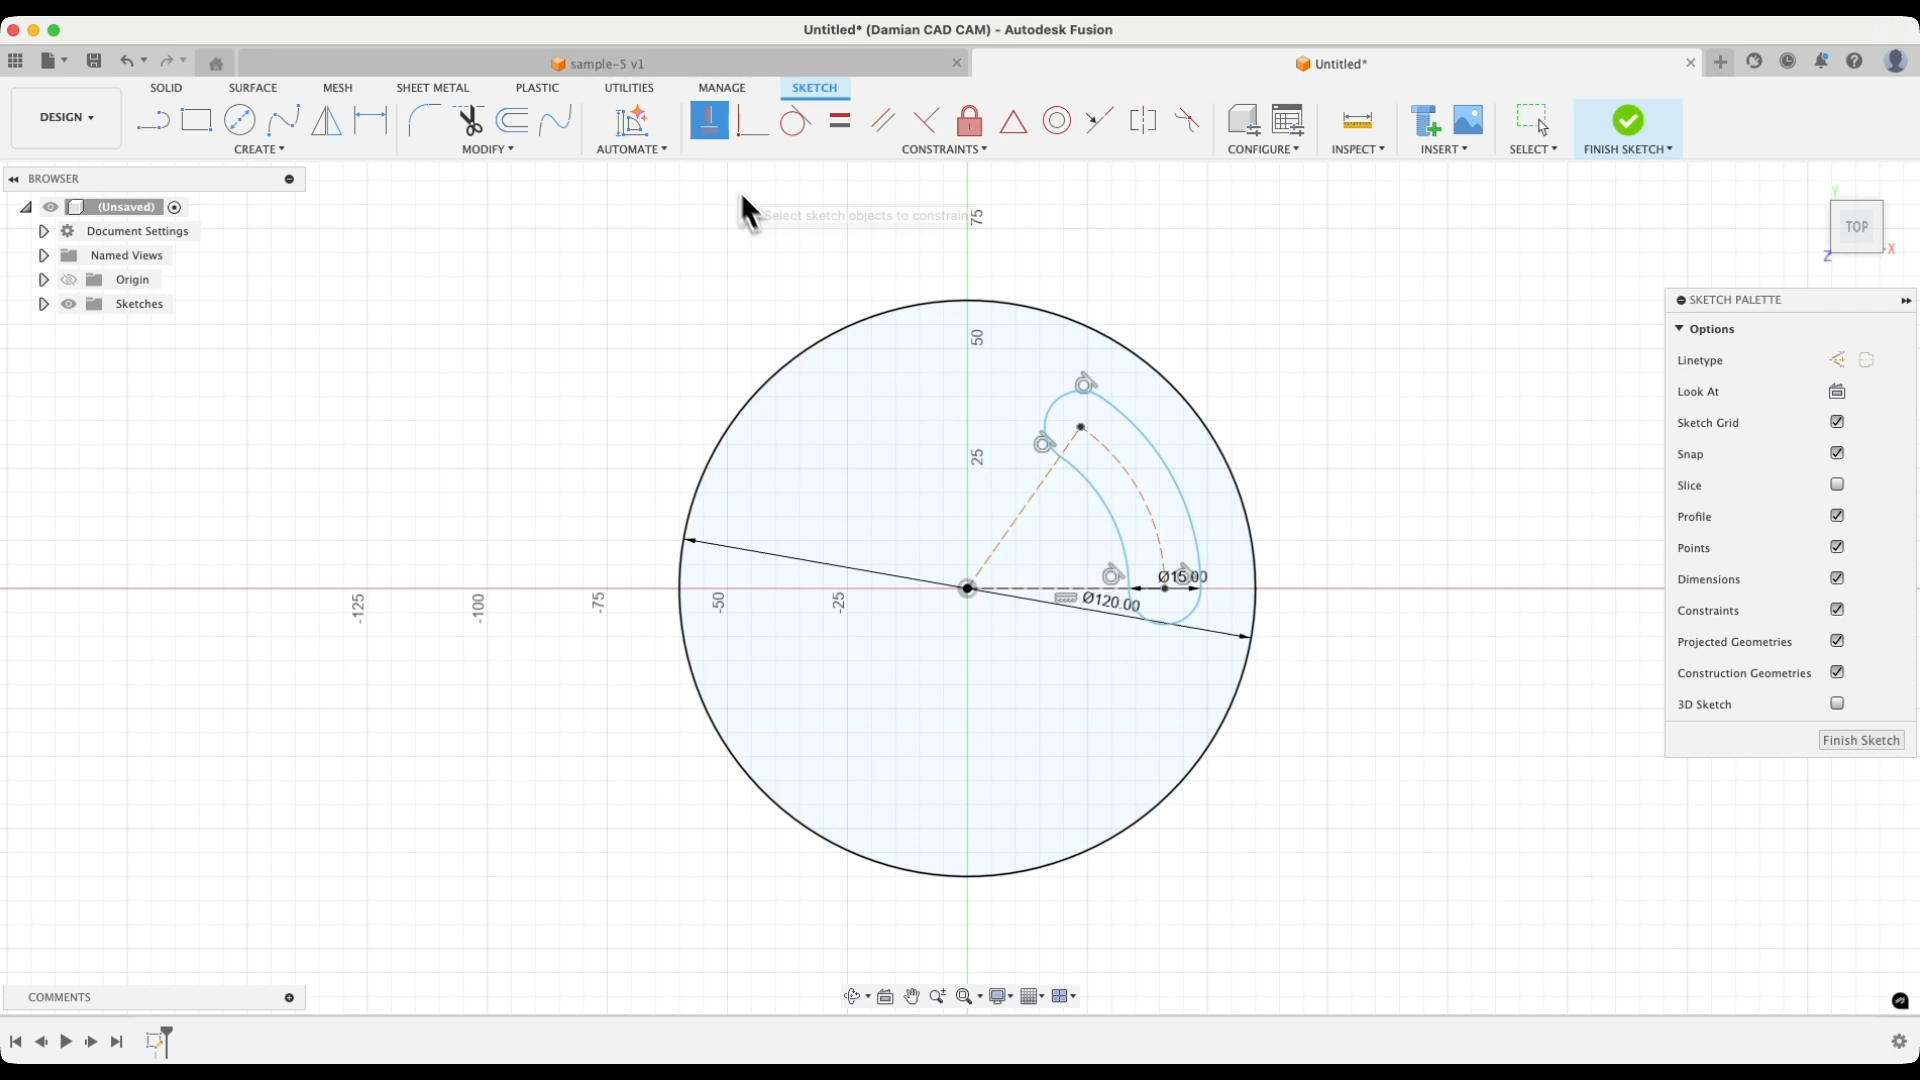 Untitled* (Damian CAD CAM) - Autodesk Fusion
sample-5 v1
Untitled*
DESIGN
SOLID
SURFACE
MESH
SHEET METAL
PLASTIC
UTILITIES
MANAGE
SKETCH
CREATE
MODIFY
AUTOMATE
CONSTRAINTS
CONFIGURE
INSPECT
INSERT
SELECT
FINISH SKETCH
BROWSER
(Unsaved)
Document Settings
Named Views
Origin
Sketches
Select sketch objects to constrain
75
50
25
-125
-100
-75
-50
-25
Ø15.00
Ø120.00
Y
TOP
X
Z
SKETCH PALETTE
Options
Linetype
Look At
Sketch Grid
Snap
Slice
Profile
Points
Dimensions
Constraints
Projected Geometries
Construction Geometries
3D Sketch
Finish Sketch
COMMENTS